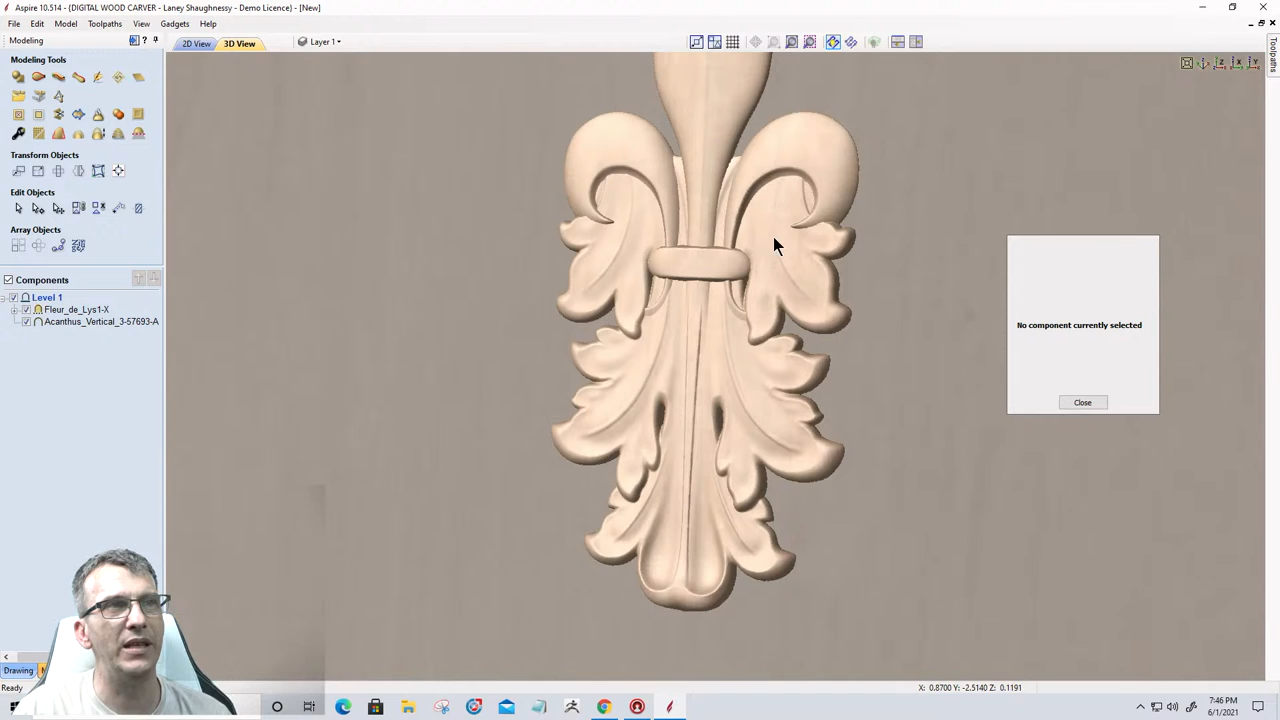 Aspire 10.514 - (DIGITAL WOOD CARVER - Laney Shaughnessy - Demo Licence) - [New]
File Edit Model Toolpaths View Gadgets Help
Modeling
2D View 3D View Layer 1
Toolpaths
Modeling Tools
Transform Objects
Edit Objects
Array Objects
Components
Level 1
Fleur_de_Lys1-X
Acanthus_Vertical_3-57693-A
No component currently selected
Close
Drawing
Ready
X: 0.8700 Y: -2.5140 Z: 0.1191
7:46 PM
6/1/2021